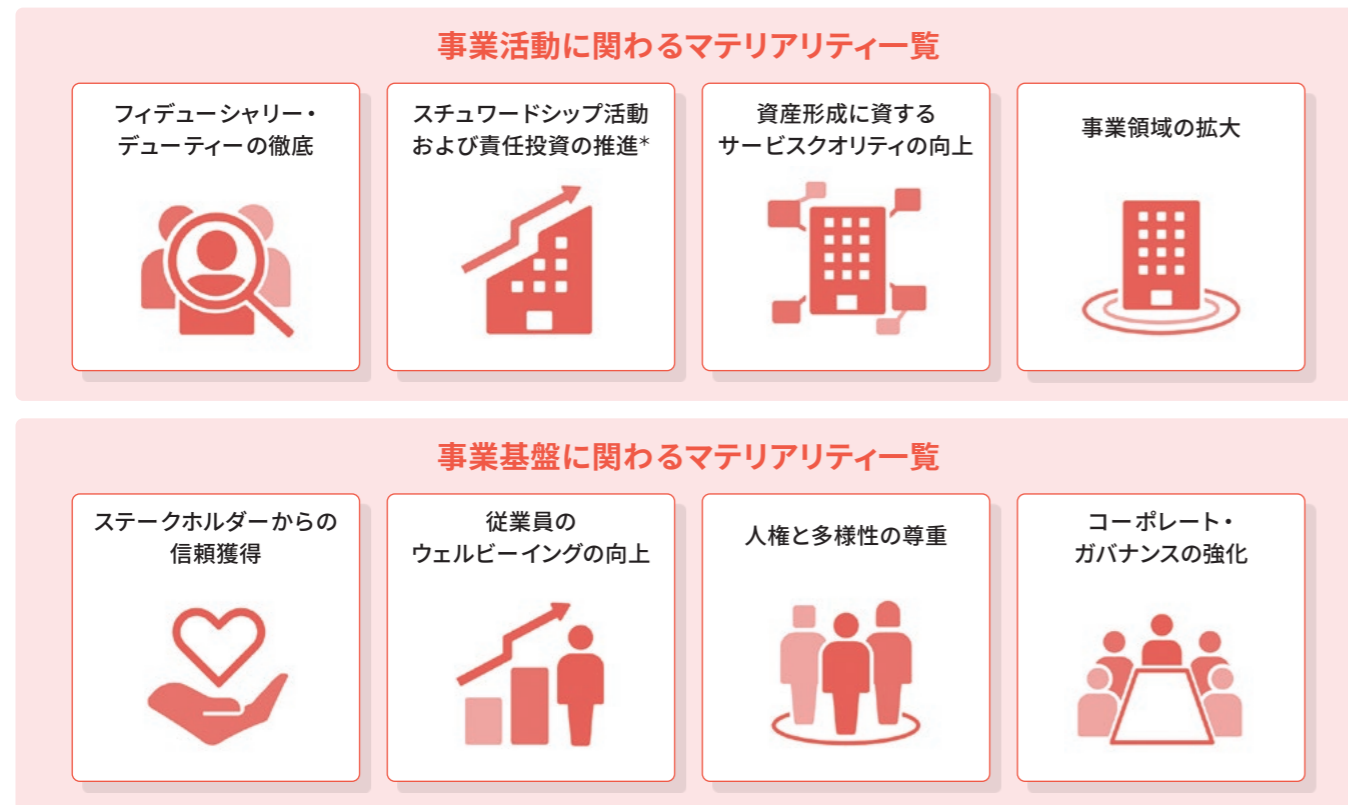 事業活動に関わるマテリアリティ一覧
フィデューシャリー・
デューティーの徹底
スチュワードシップ活動
および責任投資の推進*
資産形成に資する
サービスクオリティの向上
事業領域の拡大
事業基盤に関わるマテリアリティ一覧
ステークホルダーからの
信頼獲得
従業員の
ウェルビーイングの向上
人権と多様性の尊重
コーポレート・
ガバナンスの強化